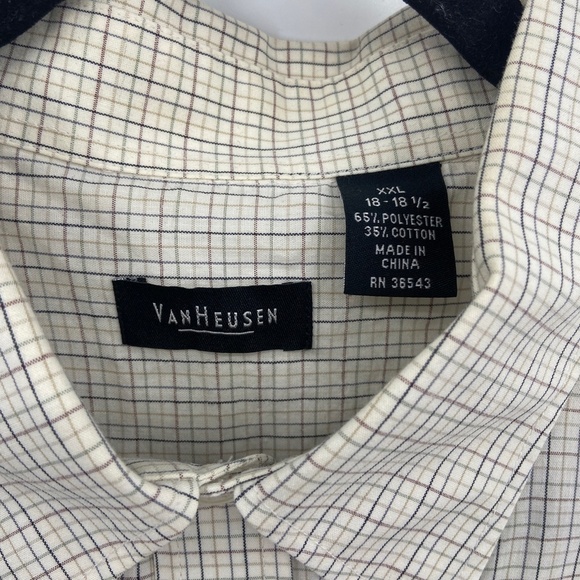 XXL
18 - 18 1/2
65% POLYESTER
35% COTTON
MADE IN
CHINA
RN 36543
VANHEUSEN